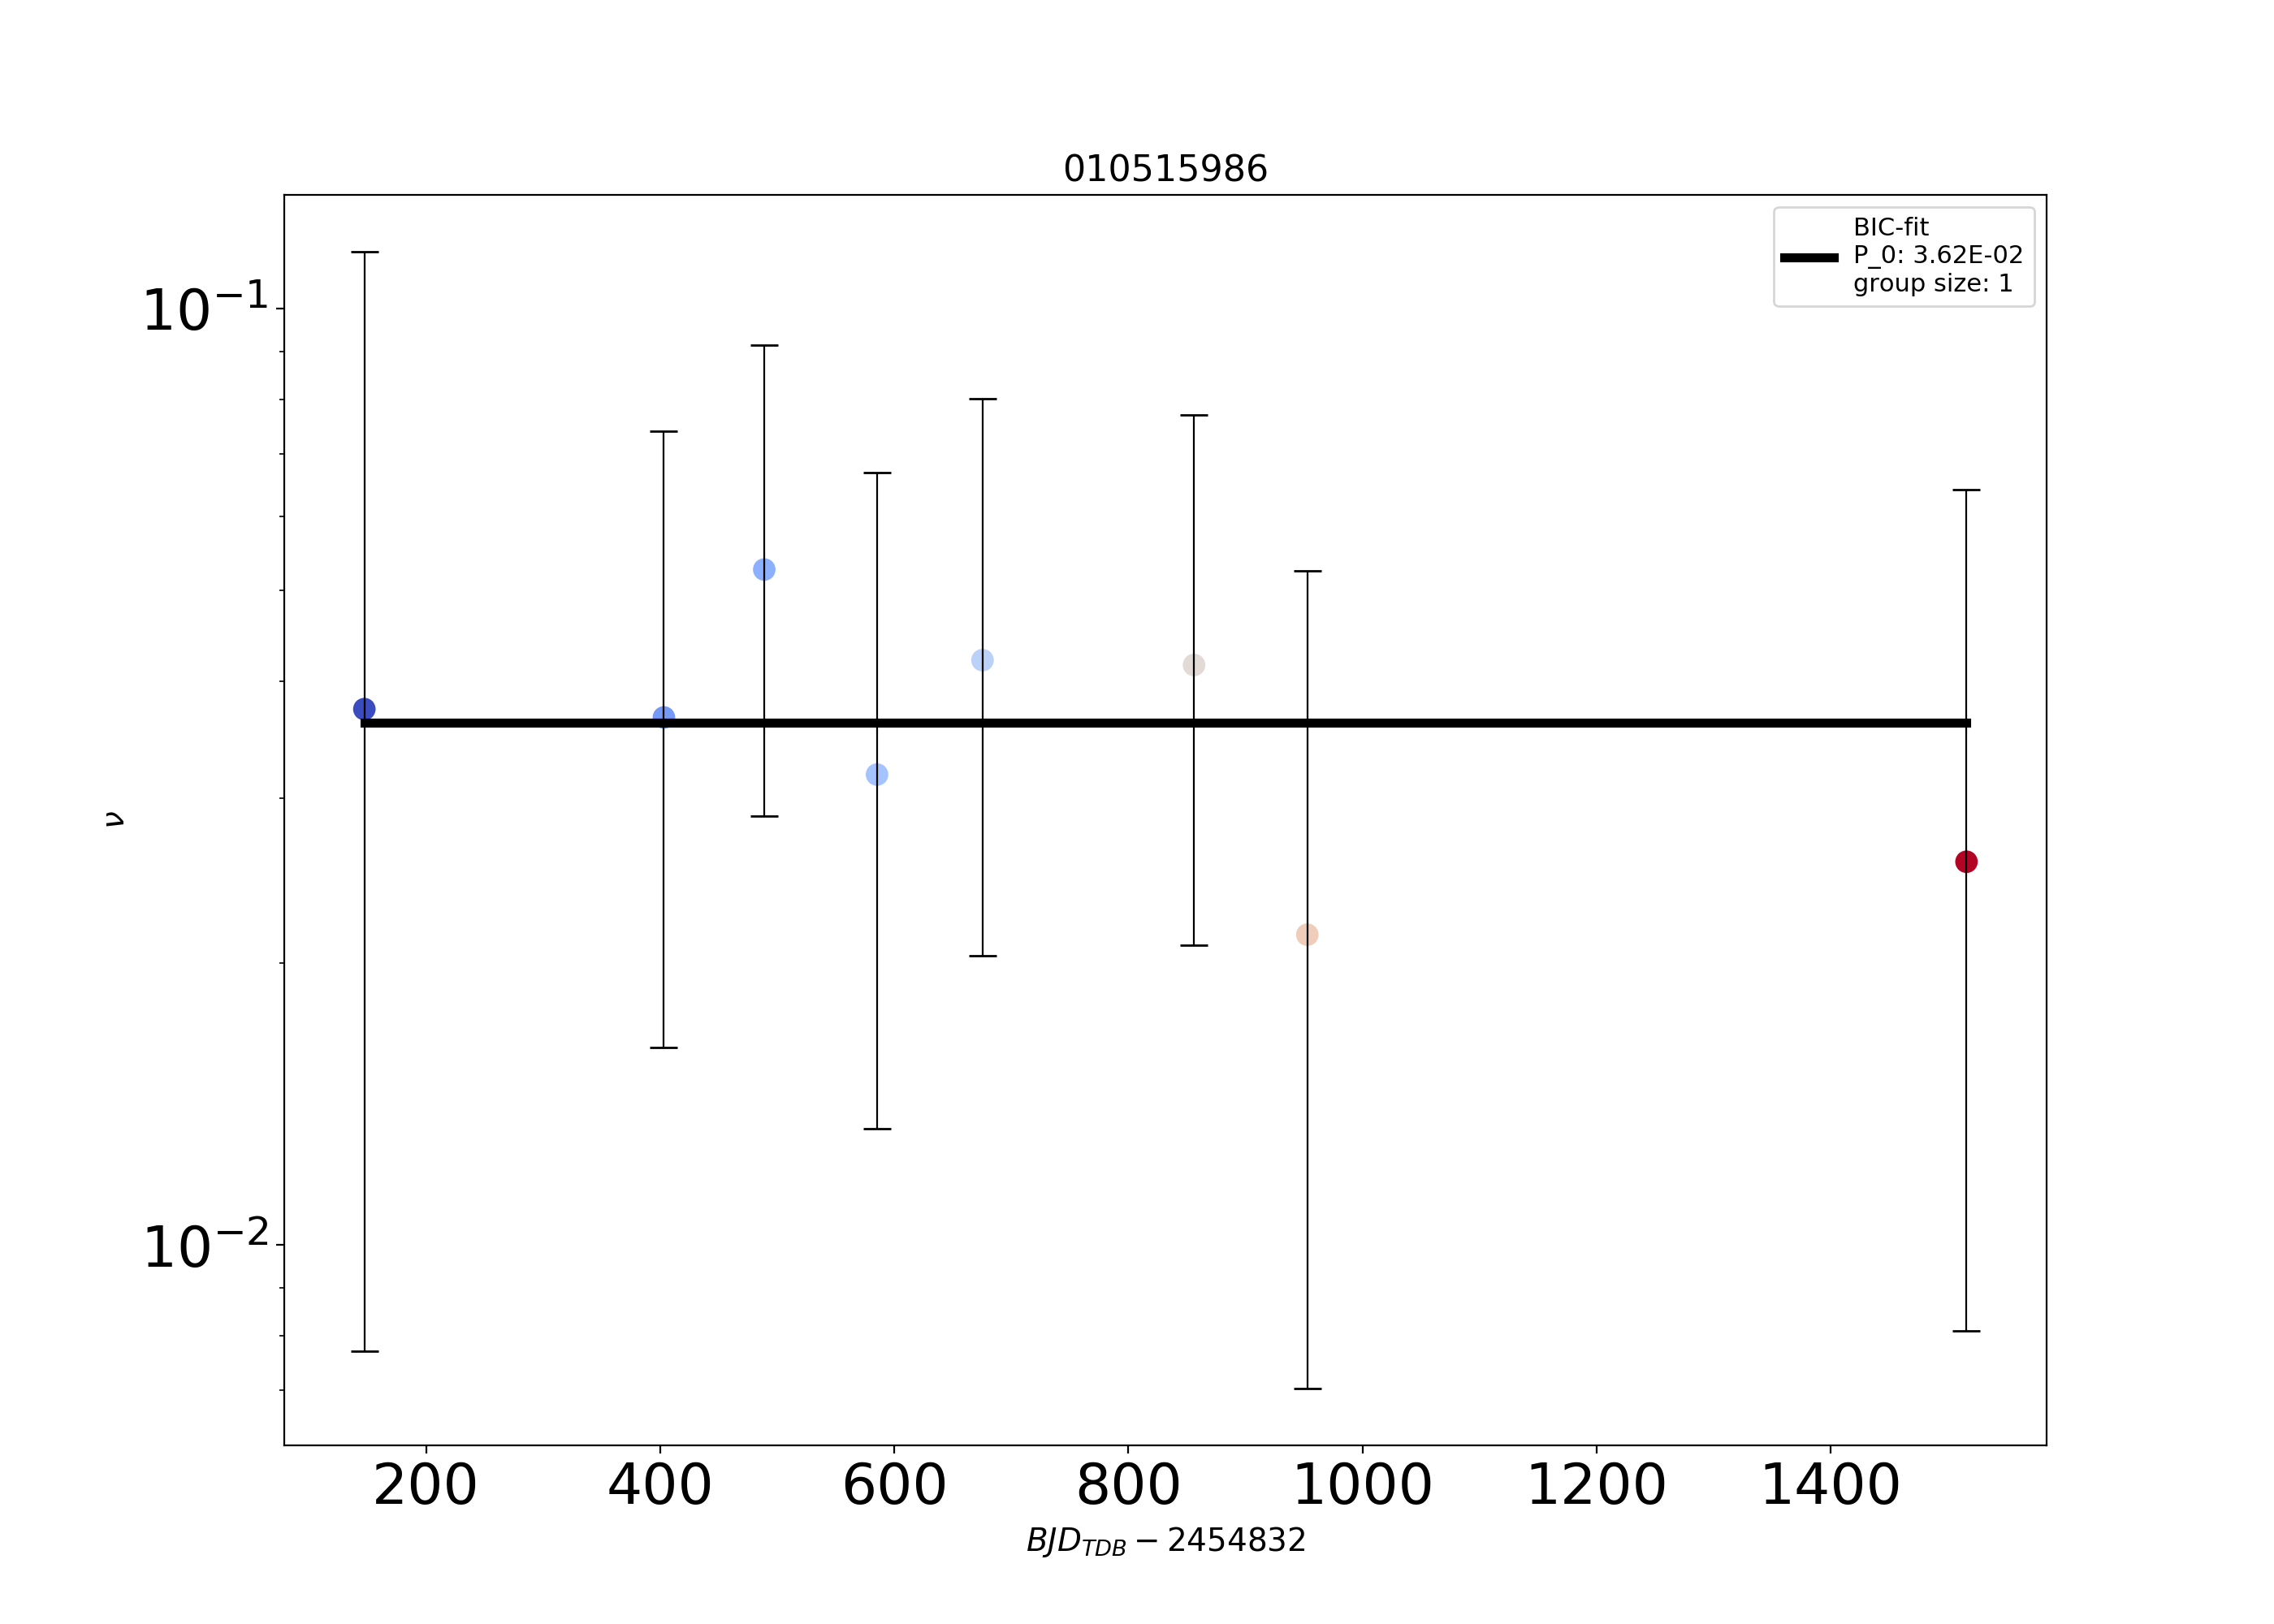 010515986
BIC-fit
P_0: 3.62E-02
group size: 1
10⁻¹
10⁻²
ν
200 400 600 800 1000 1200 1400
BJD_TDB − 2454832